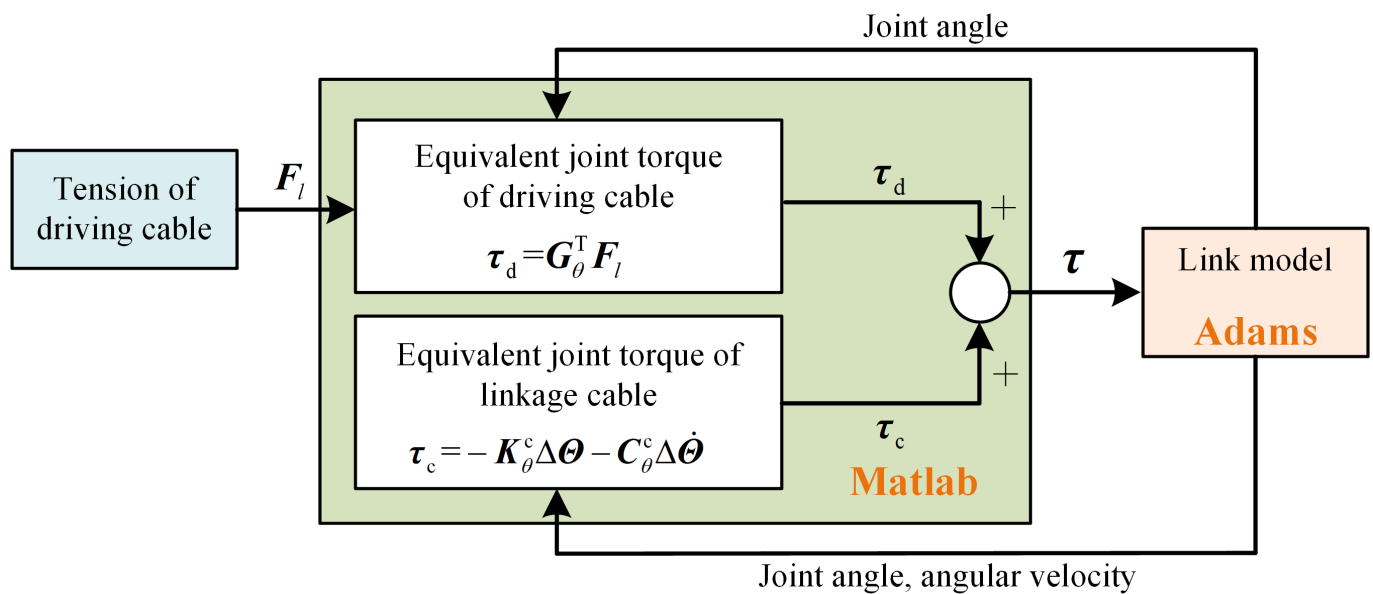 Joint angle
Tension of
driving cable
F_l
Equivalent joint torque
of driving cable
τ_d=G_θ^T F_l
τ_d
+
Equivalent joint torque of
linkage cable
τ_c=−K_θ^c ΔΘ−C_θ^c ΔΘ̇
τ_c
+
Matlab
τ
Link model
Adams
Joint angle, angular velocity